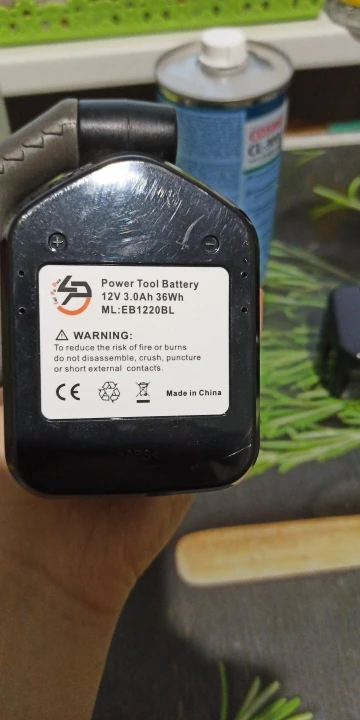 Power Tool Battery
12V 3.0Ah 36Wh
ML:EB1220BL
WARNING:
To reduce the risk of fire or burns
do not disassemble, crush, puncture
or short external contacts.
CE
Made in China